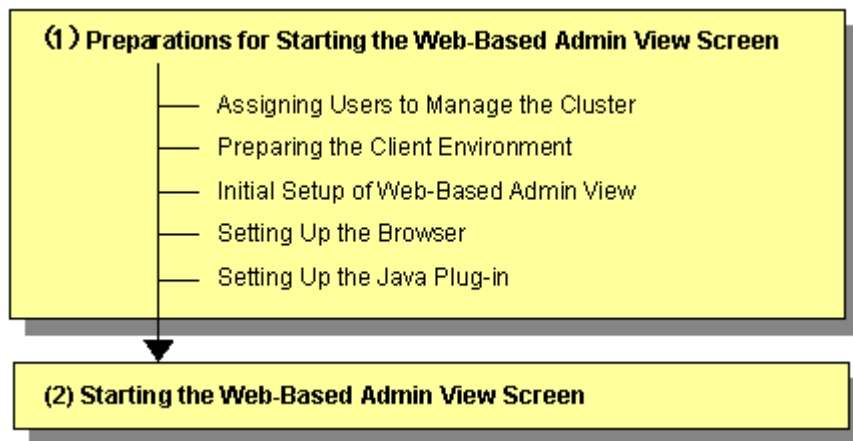 (1) Preparations for Starting the Web-Based Admin View Screen
Assigning Users to Manage the Cluster
Preparing the Client Environment
Initial Setup of Web-Based Admin View
Setting Up the Browser
Setting Up the Java Plug-in
(2) Starting the Web-Based Admin View Screen